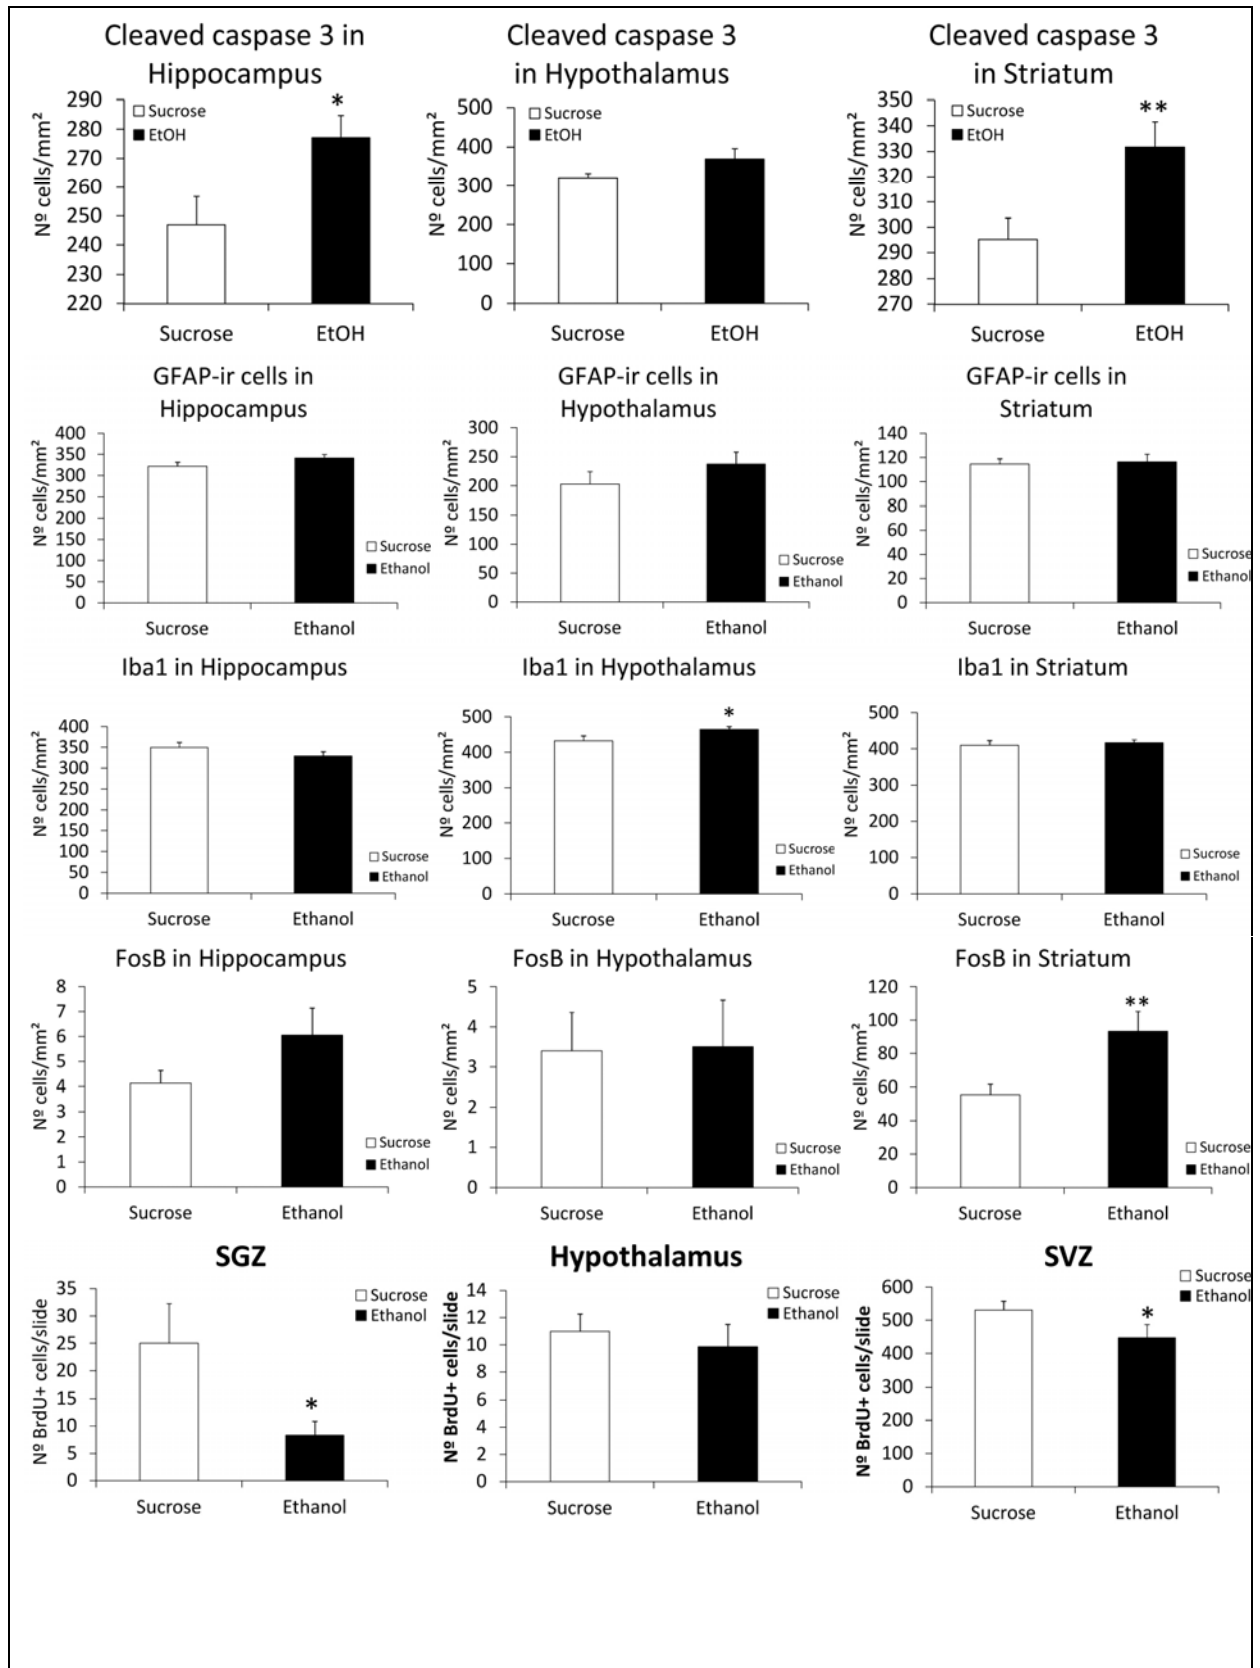 Cleaved caspase 3 in
Hippocampus
Nº cells/mm²
290
280
270
260
250
240
230
220
Sucrose
EtOH
*
Sucrose
EtOH
Cleaved caspase 3
in Hypothalamus
Nº cells/mm²
500
400
300
200
100
0
Sucrose
EtOH
Sucrose
EtOH
Cleaved caspase 3
in Striatum
Nº cells/mm²
350
340
330
320
310
300
290
280
270
Sucrose
EtOH
**
Sucrose
EtOH
GFAP-ir cells in
Hippocampus
Nº cells/mm²
400
350
300
250
200
150
100
50
0
Sucrose
Ethanol
Sucrose
Ethanol
GFAP-ir cells in
Hypothalamus
Nº cells/mm²
300
250
200
150
100
50
0
Sucrose
Ethanol
Sucrose
Ethanol
GFAP-ir cells in
Striatum
Nº cells/mm²
140
120
100
80
60
40
20
0
Sucrose
Ethanol
Sucrose
Ethanol
Iba1 in Hippocampus
Nº cells/mm²
400
350
300
250
200
150
100
50
0
Sucrose
Ethanol
Sucrose
Ethanol
Iba1 in Hypothalamus
Nº cells/mm²
500
400
300
200
100
0
*
Sucrose
Ethanol
Sucrose
Ethanol
Iba1 in Striatum
Nº cells/mm²
500
400
300
200
100
0
Sucrose
Ethanol
Sucrose
Ethanol
FosB in Hippocampus
Nº cells/mm²
8
7
6
5
4
3
2
1
0
Sucrose
Ethanol
Sucrose
Ethanol
FosB in Hypothalamus
Nº cells/mm²
5
4
3
2
1
0
Sucrose
Ethanol
Sucrose
Ethanol
FosB in Striatum
Nº cells/mm²
120
100
80
60
40
20
0
**
Sucrose
Ethanol
Sucrose
Ethanol
SGZ
Nº BrdU+ cells/slide
35
30
25
20
15
10
5
0
Sucrose
Ethanol
*
Sucrose
Ethanol
Hypothalamus
Nº BrdU+ cells/slide
14
12
10
8
6
4
2
0
Sucrose
Ethanol
Sucrose
Ethanol
SVZ
Nº BrdU+ cells/slide
600
500
400
300
200
100
0
Sucrose
Ethanol
*
Sucrose
Ethanol